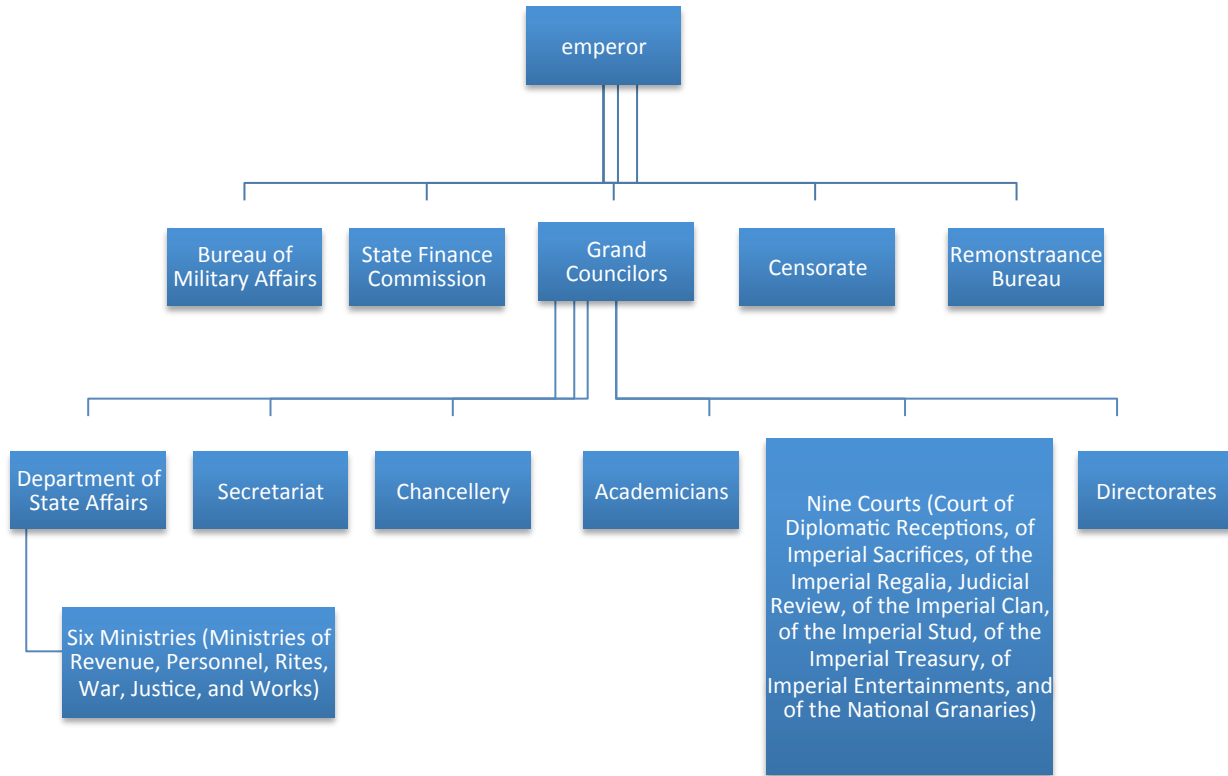 emperor
Bureau of
Military Affairs
State Finance
Commission
Grand
Councilors
Censorate
Remonstraance
Bureau
Department of
State Affairs
Secretariat
Chancellery
Academicians
Nine Courts (Court of
Diplomatic Receptions, of
Imperial Sacrifices, of the
Imperial Regalia, Judicial
Review, of the Imperial Clan,
of the Imperial Stud, of the
Imperial Treasury, of
Imperial Entertainments, and
of the National Granaries)
Directorates
Six Ministries (Ministries of
Revenue, Personnel, Rites,
War, Justice, and Works)